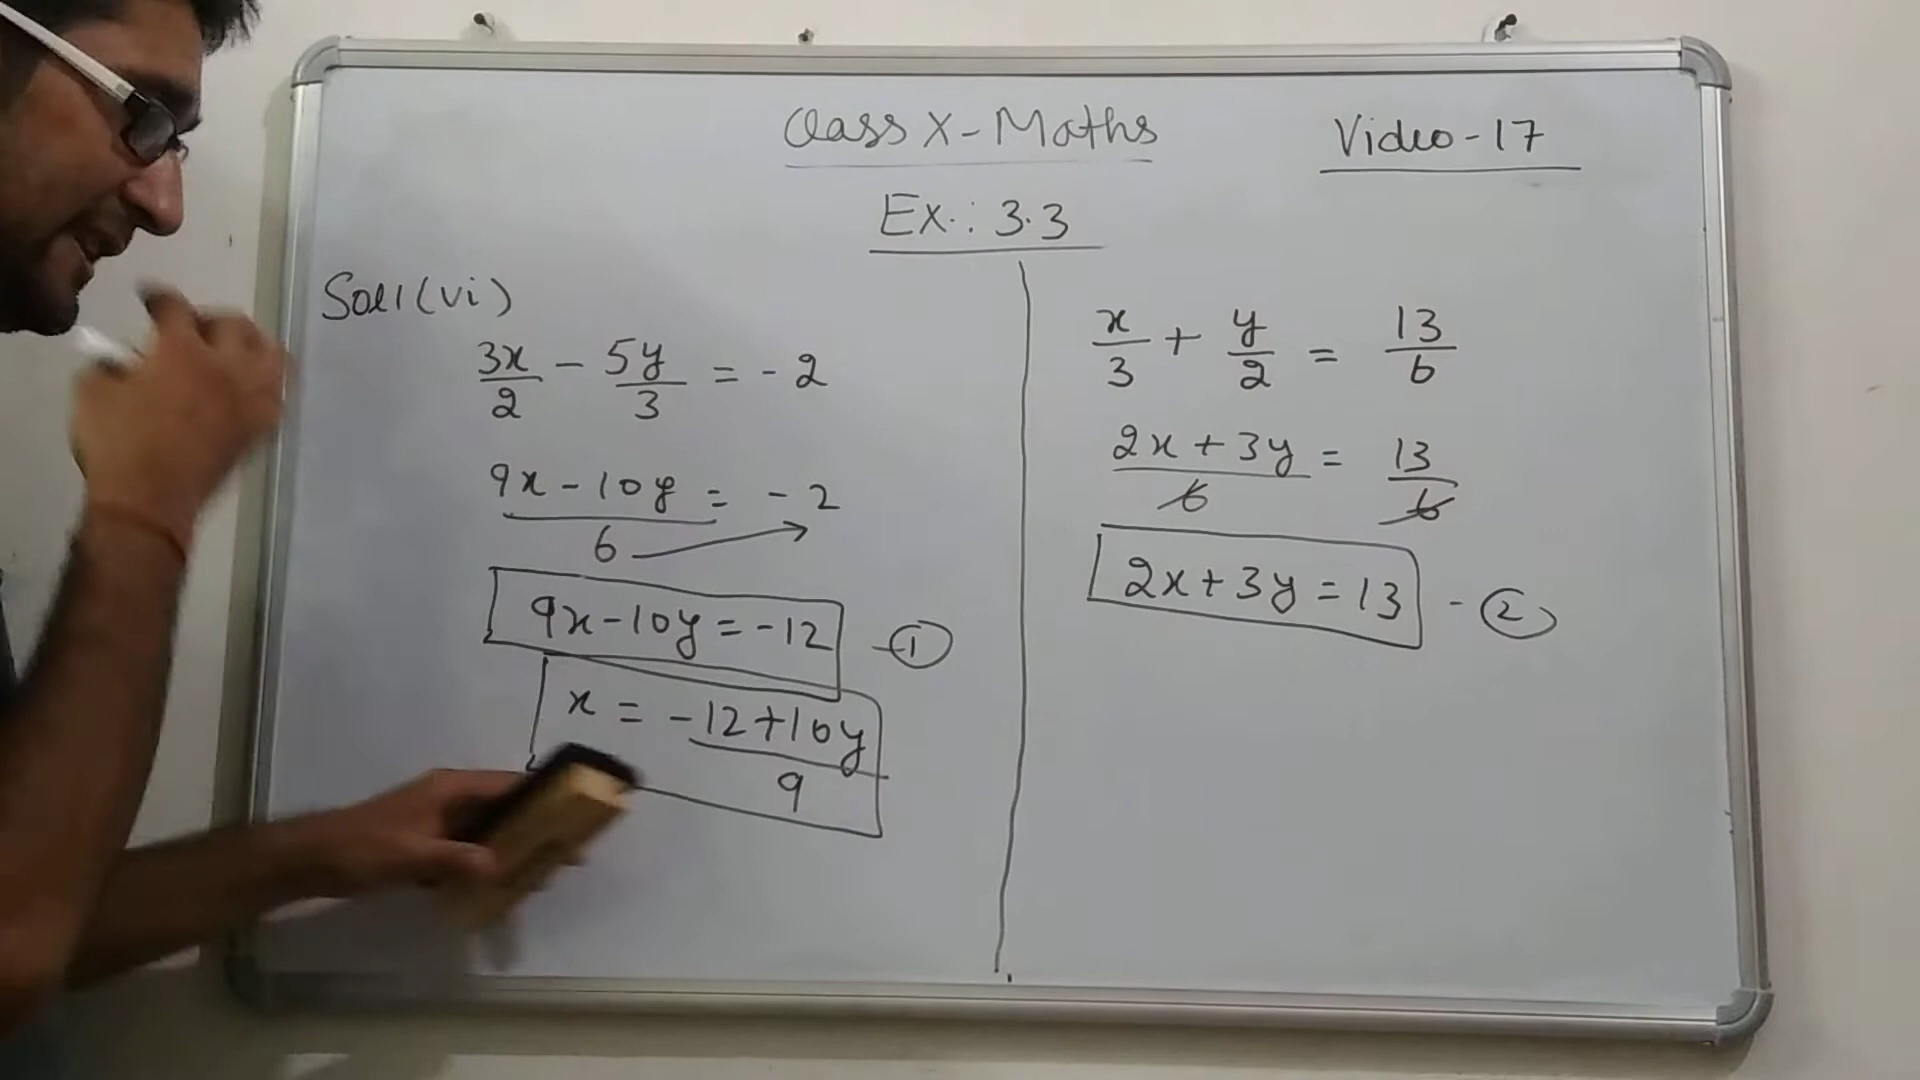 Class X - Maths
Video - 17
Ex.: 3.3
Sol1(vi)
3x/2 - 5y/3 = -2
9x - 10y/6 = -2
9x - 10y = -12 - ①
x = -12 + 10y/9
x/3 + y/2 = 13/6
2x + 3y/6 = 13/6
2x + 3y = 13 - ②